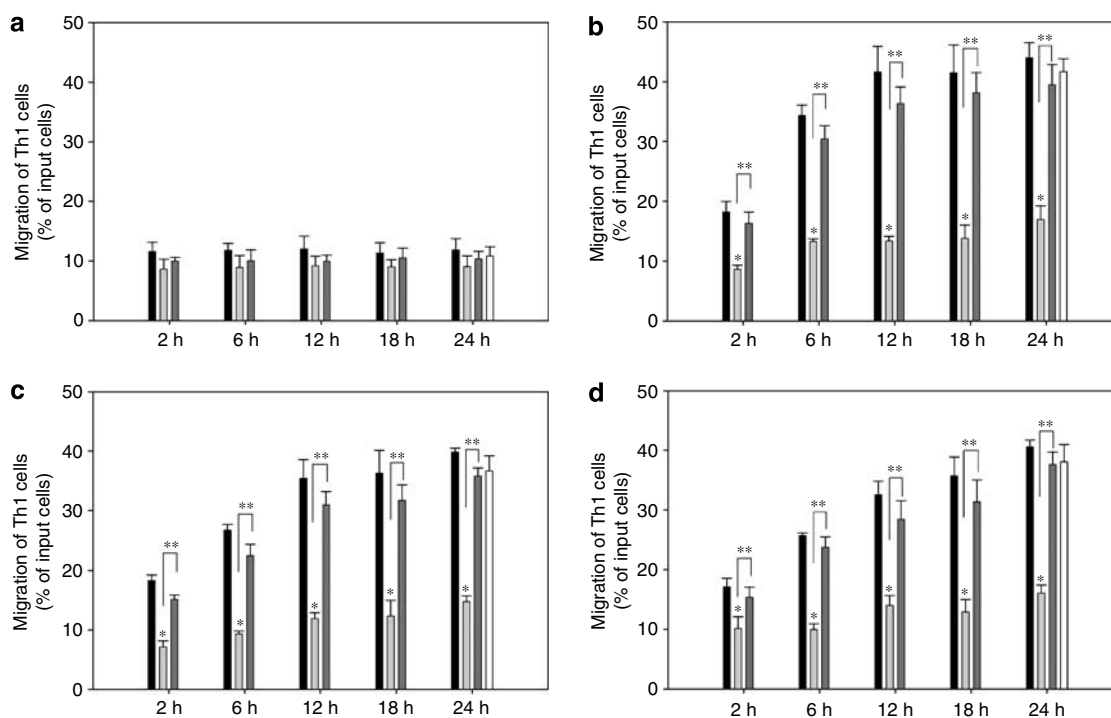 a
Migration of Th1 cells
(% of input cells)
50
40
30
20
10
0
2 h 6 h 12 h 18 h 24 h
b
Migration of Th1 cells
(% of input cells)
50
40
30
20
10
0
** ** ** ** **
* * * * *
2 h 6 h 12 h 18 h 24 h
c
Migration of Th1 cells
(% of input cells)
50
40
30
20
10
0
** ** ** ** **
* * * * *
2 h 6 h 12 h 18 h 24 h
d
Migration of Th1 cells
(% of input cells)
50
40
30
20
10
0
** ** ** ** **
* * * * *
2 h 6 h 12 h 18 h 24 h